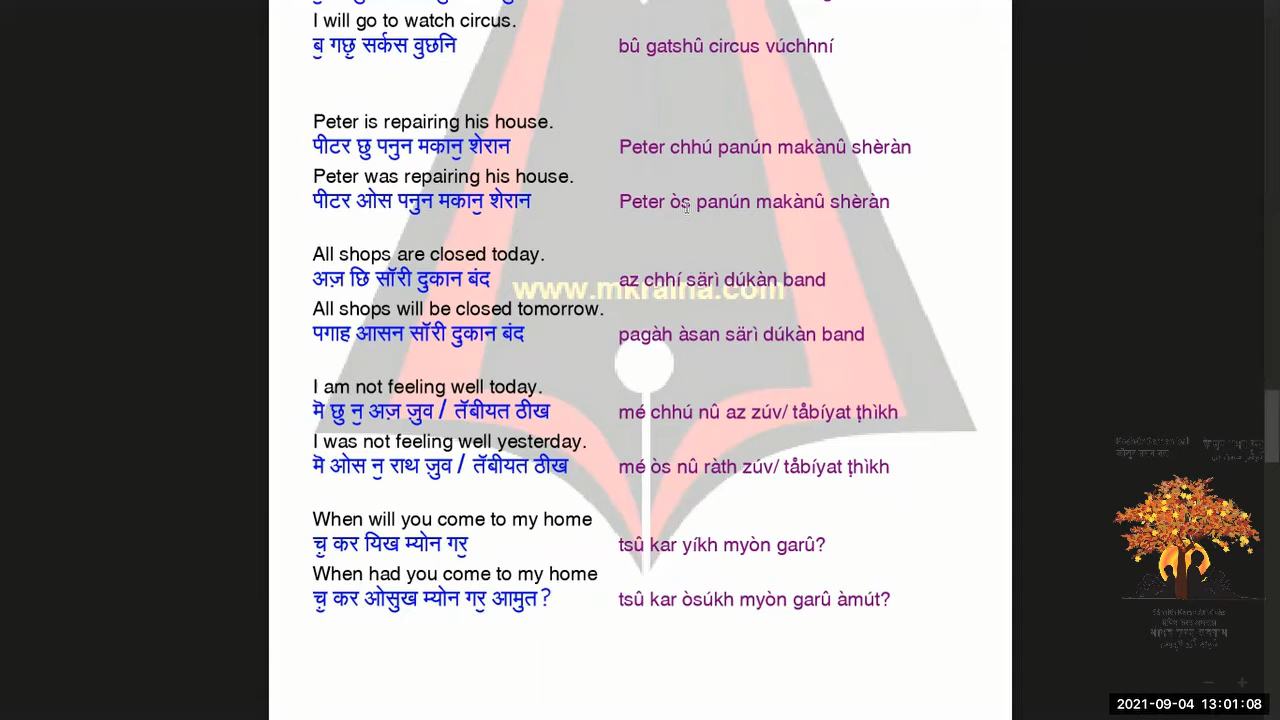 I will go to watch circus.
ब॒ गछ़॒ सर्कस वुछनि bû gatshû circus vúchhní
Peter is repairing his house.
पीटर छु पनुन मकान॒ शेरान Peter chhú panún makànû shèràn
Peter was repairing his house.
पीटर ओस पनुन मकान॒ शेरान Peter òs panún makànû shèràn
All shops are closed today.
अज़ छि सॉरी दुकान बंद az chhí särì dúkàn band
www.mkraina.com
All shops will be closed tomorrow.
पगाह आसन सॉरी दुकान बंद pagàh àsan särì dúkàn band
I am not feeling well today.
मे॑ छु न॒ अज़ ज़ुव / तॅबीयत ठीख mé chhú nû az zúv/ tåbíyat ṭhìkh
I was not feeling well yesterday.
मे॑ ओस न॒ राथ ज़ुव / तॅबीयत ठीख mé òs nû ràth zúv/ tåbíyat ṭhìkh
When will you come to my home
च़॒ कर यिख म्योन गर॒ tsû kar yíkh myòn garû?
When had you come to my home
च़॒ कर ओसुख म्योन गर॒ आमुत? tsû kar òsúkh myòn garû àmút?
2021-09-04 13:01:08